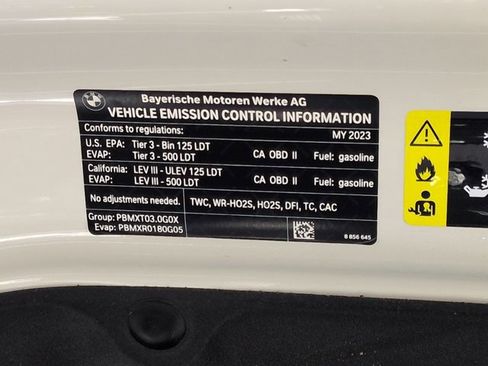 BMW
Bayerische Motoren Werke AG
VEHICLE EMISSION CONTROL INFORMATION
Conforms to regulations: MY 2023
U.S. EPA: Tier 3 - Bin 125 LDT
EVAP: Tier 3 - 500 LDT CA OBD II Fuel: gasoline
California: LEV III - ULEV 125 LDT
EVAP: LEV III - 500 LDT CA OBD II Fuel: gasoline
No adjustments needed. TWC, WR-HO2S, HO2S, DFI, TC, CAC
Group: PBMXT03.0G0X
Evap: PBMXR0180G05
8 856 645